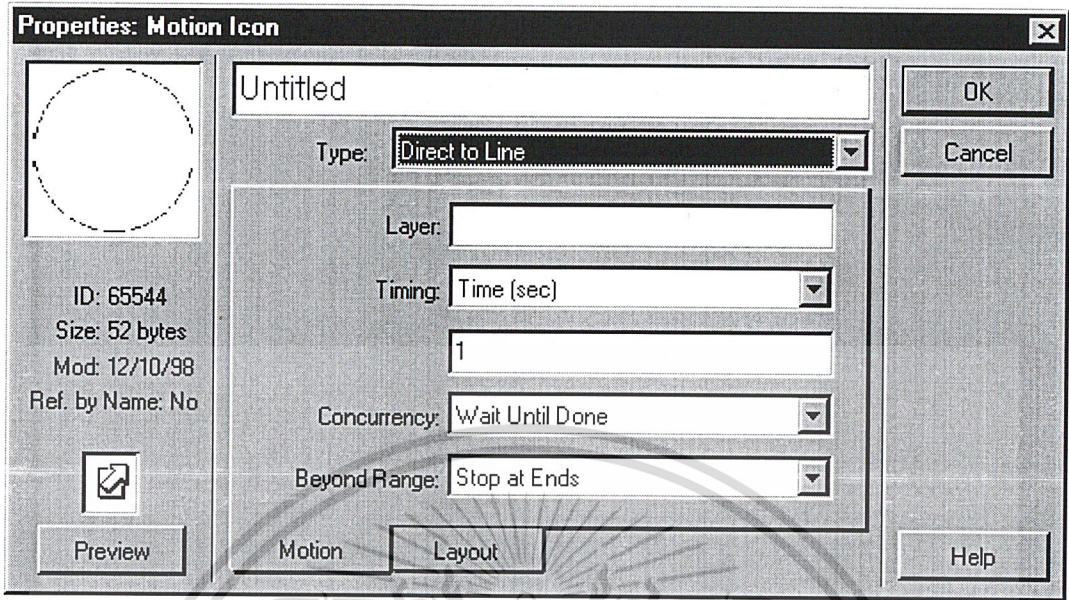 Properties: Motion Icon
Untitled
OK
Type: Direct to Line
Cancel
Layer:
Timing: Time (sec)
1
Concurrency: Wait Until Done
Beyond Range: Stop at Ends
ID: 65544
Size: 52 bytes
Mod: 12/10/98
Ref. by Name: No
Preview
Motion
Layout
Help